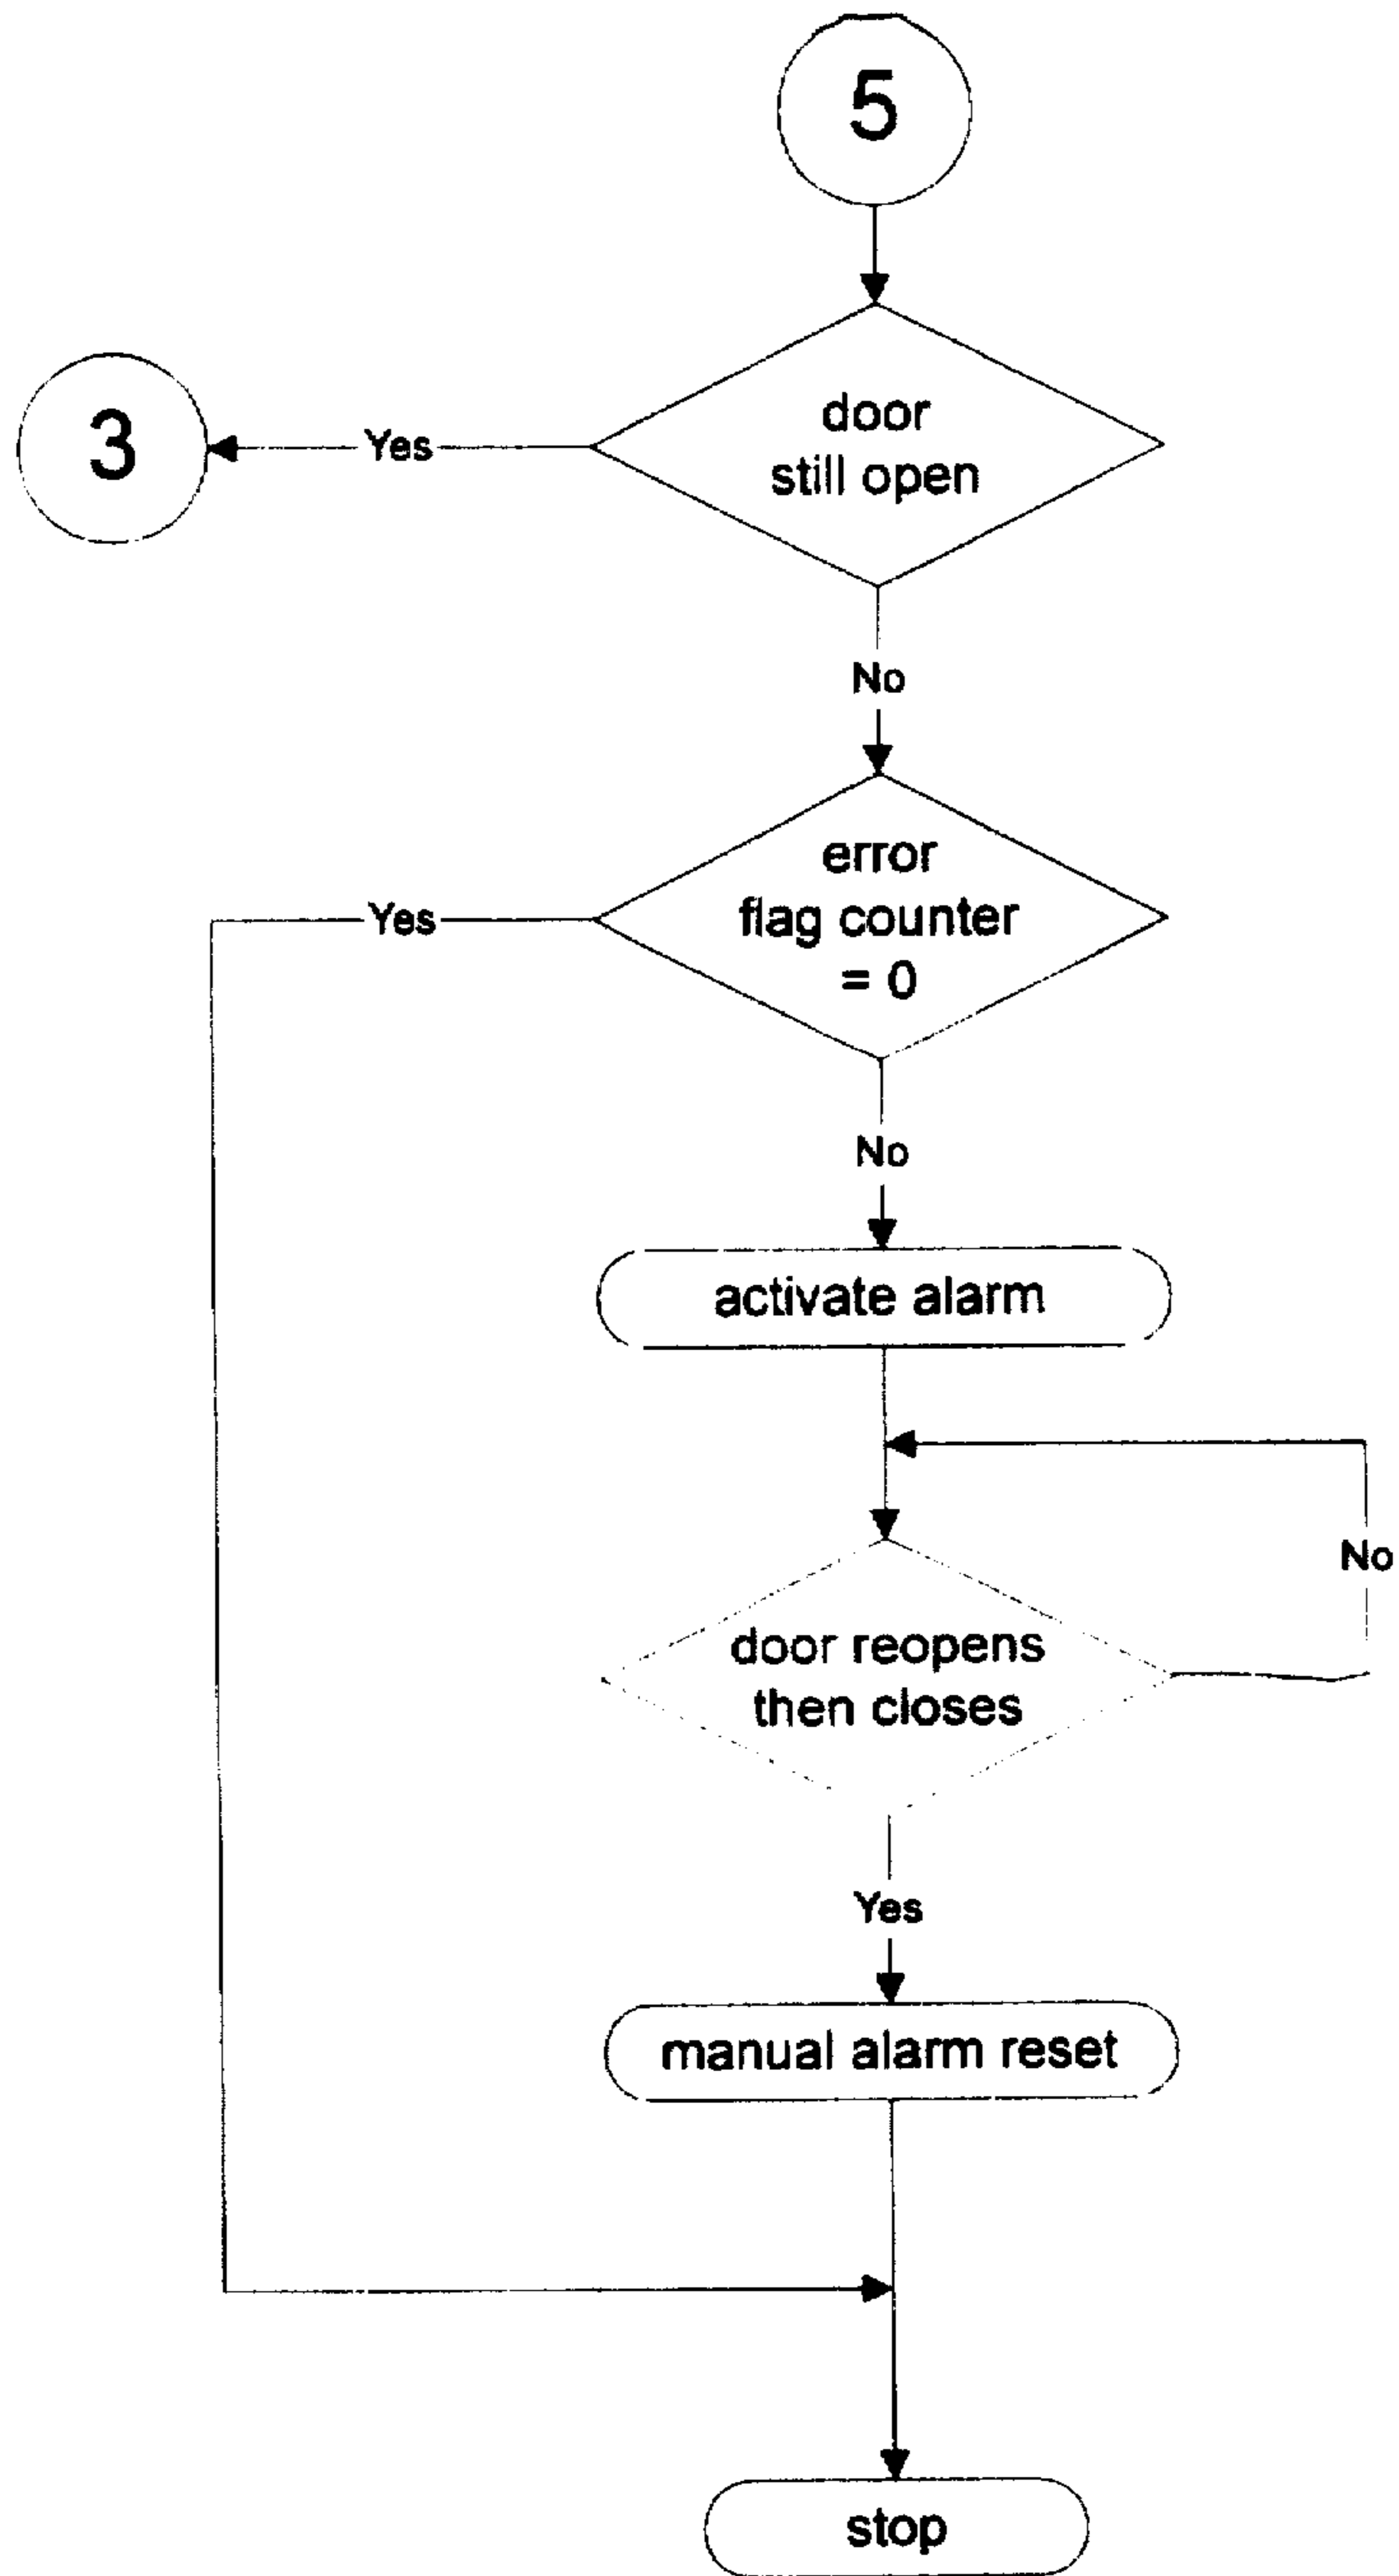 5
3
Yes
door
still open
No
Yes
error
flag counter
= 0
No
activate alarm
No
door reopens
then closes
Yes
manual alarm reset
stop